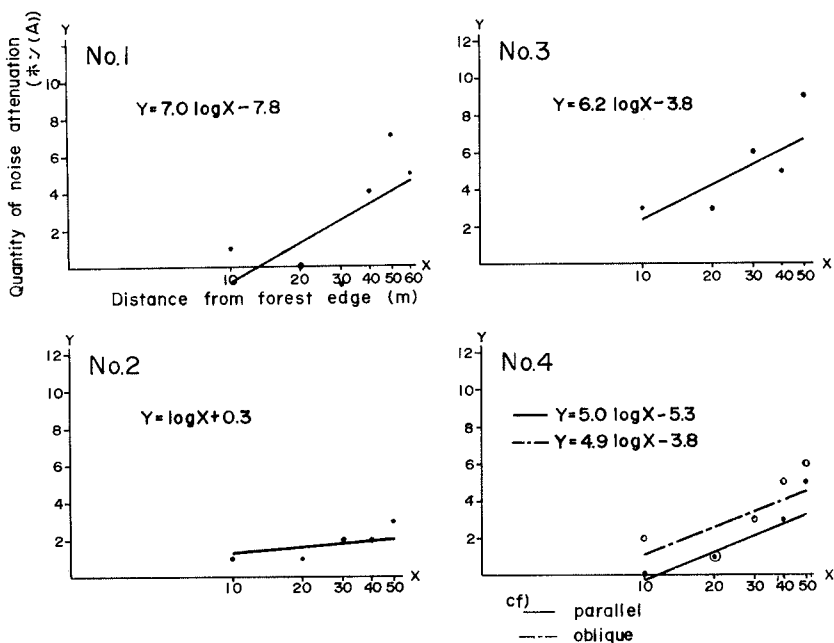 Quantity of noise attenuation
(ホン(A)
Y
No.1
10
8
6
4
2
Y=7.0 logX-7.8
10 20 30 40 50 60 X
Distance from forest edge (m)
Y
No.3
12
10
8
6
4
2
Y=6.2 logX-3.8
10 20 30 40 50 X
Y
No.2
12
10
8
6
4
2
Y=logX+0.3
10 20 30 40 50 X
Y
No.4
12
10
8
6
4
2
Y=5.0 logX-5.3
Y=4.9 logX-3.8
10 20 30 40 50 X
cf)
parallel
oblique